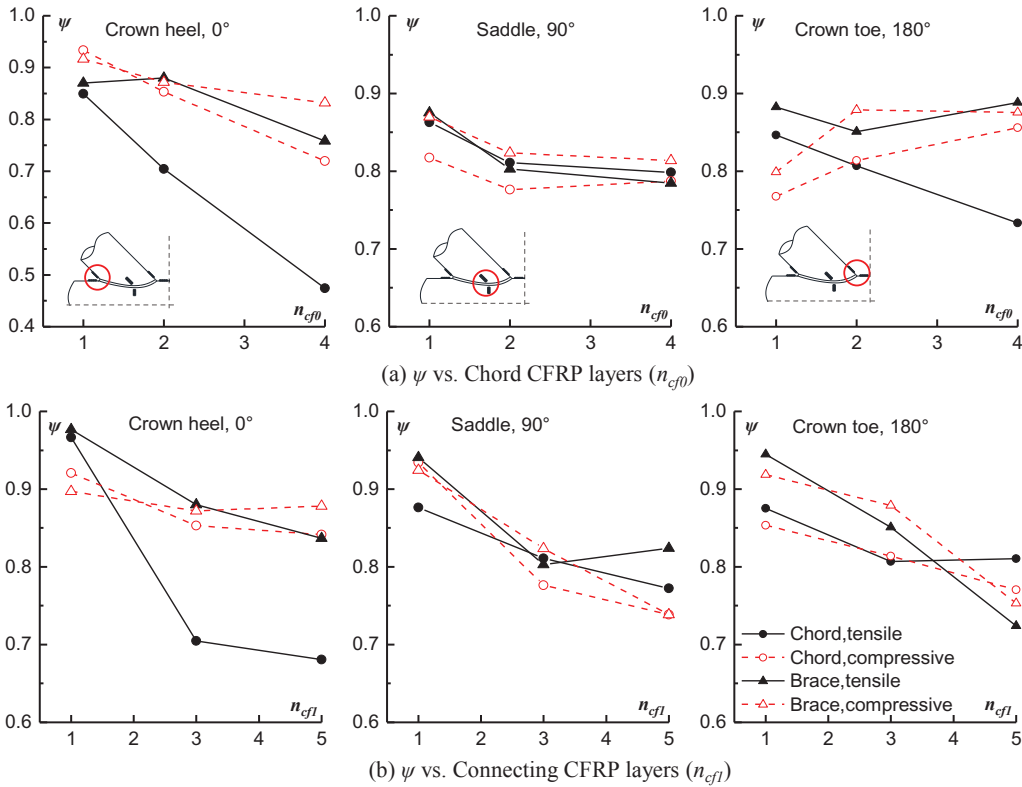 ψ Crown heel, 0°
1.0
0.9
0.8
0.7
0.6
0.5
0.4
1 2 3 4
n_cf0
ψ Saddle, 90°
1.0
0.9
0.8
0.7
0.6
1 2 3 4
n_cf0
ψ Crown toe, 180°
1.0
0.9
0.8
0.7
0.6
1 2 3 4
n_cf0
(a) ψ vs. Chord CFRP layers (n_cf0)
ψ Crown heel, 0°
1.0
0.9
0.8
0.7
0.6
1 2 3 4 5
n_cf1
ψ Saddle, 90°
1.0
0.9
0.8
0.7
0.6
1 2 3 4 5
n_cf1
ψ Crown toe, 180°
1.0
0.9
0.8
0.7
0.6
Chord,tensile
Chord,compressive
Brace,tensile
Brace,compressive
1 2 3 4 5
n_cf1
(b) ψ vs. Connecting CFRP layers (n_cf1)